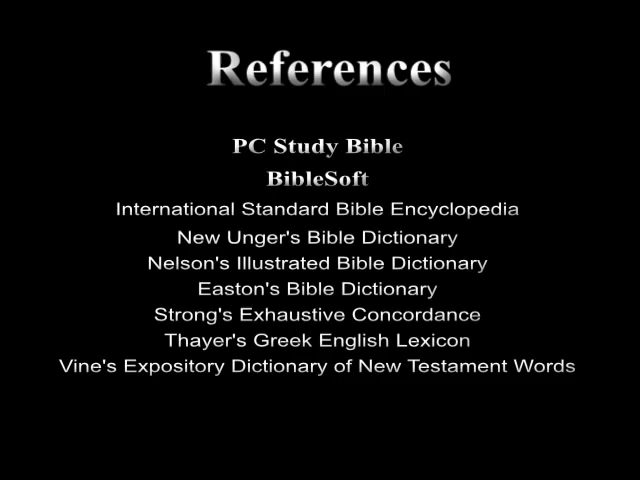 References
PC Study Bible
BibleSoft
International Standard Bible Encyclopedia
New Unger's Bible Dictionary
Nelson's Illustrated Bible Dictionary
Easton's Bible Dictionary
Strong's Exhaustive Concordance
Thayer's Greek English Lexicon
Vine's Expository Dictionary of New Testament Words